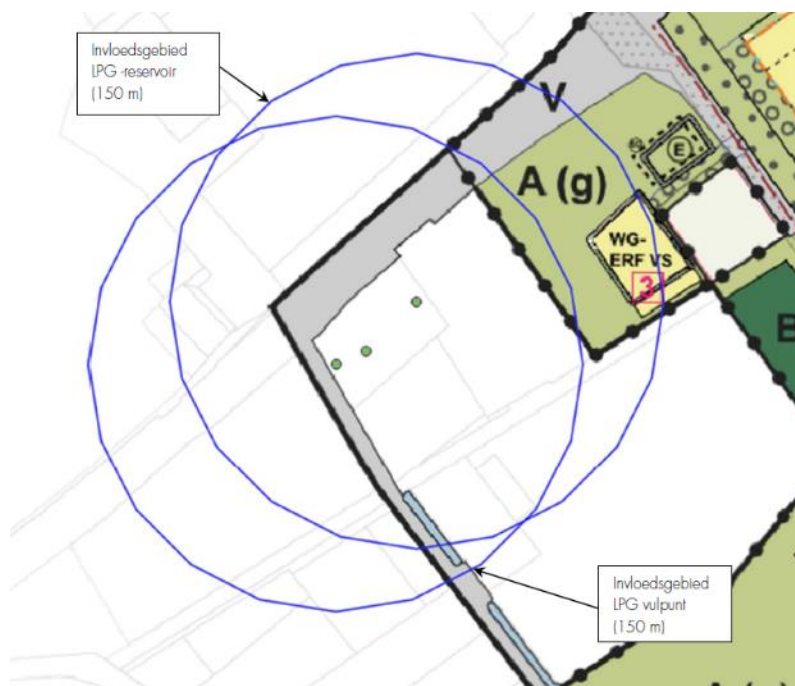 Invloedsgebied
LPG -reservoir
(150 m)
V
A (g)
E
WG-
ERF VS
3
B
Invloedsgebied
LPG vulpunt
(150 m)